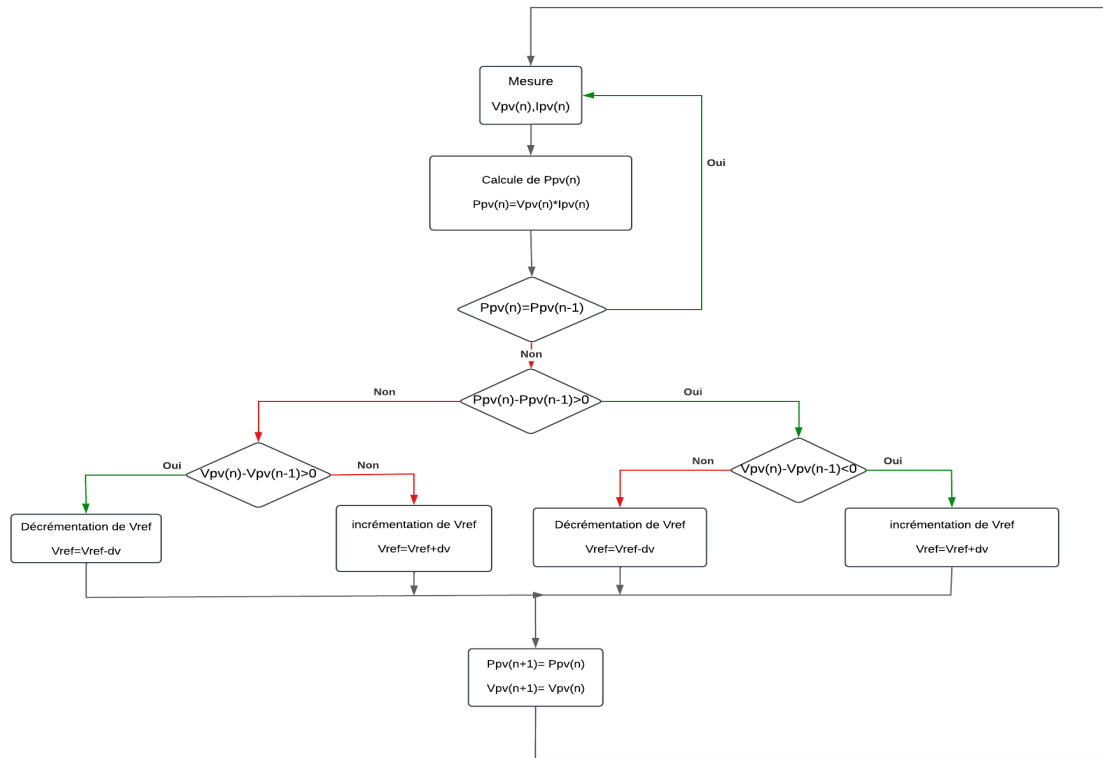 Mesure
Vpv(n),Ipv(n)
Oui
Calcule de Ppv(n)
Ppv(n)=Vpv(n)*Ipv(n)
Ppv(n)=Ppv(n-1)
Non
Non
Ppv(n)-Ppv(n-1)>0
Oui
Oui
Vpv(n)-Vpv(n-1)>0
Non
Non
Vpv(n)-Vpv(n-1)<0
Oui
Décrémentation de Vref
Vref=Vref-dv
incrémentation de Vref
Vref=Vref+dv
Décrémentation de Vref
Vref=Vref-dv
incrémentation de Vref
Vref=Vref+dv
Ppv(n+1)= Ppv(n)
Vpv(n+1)= Vpv(n)